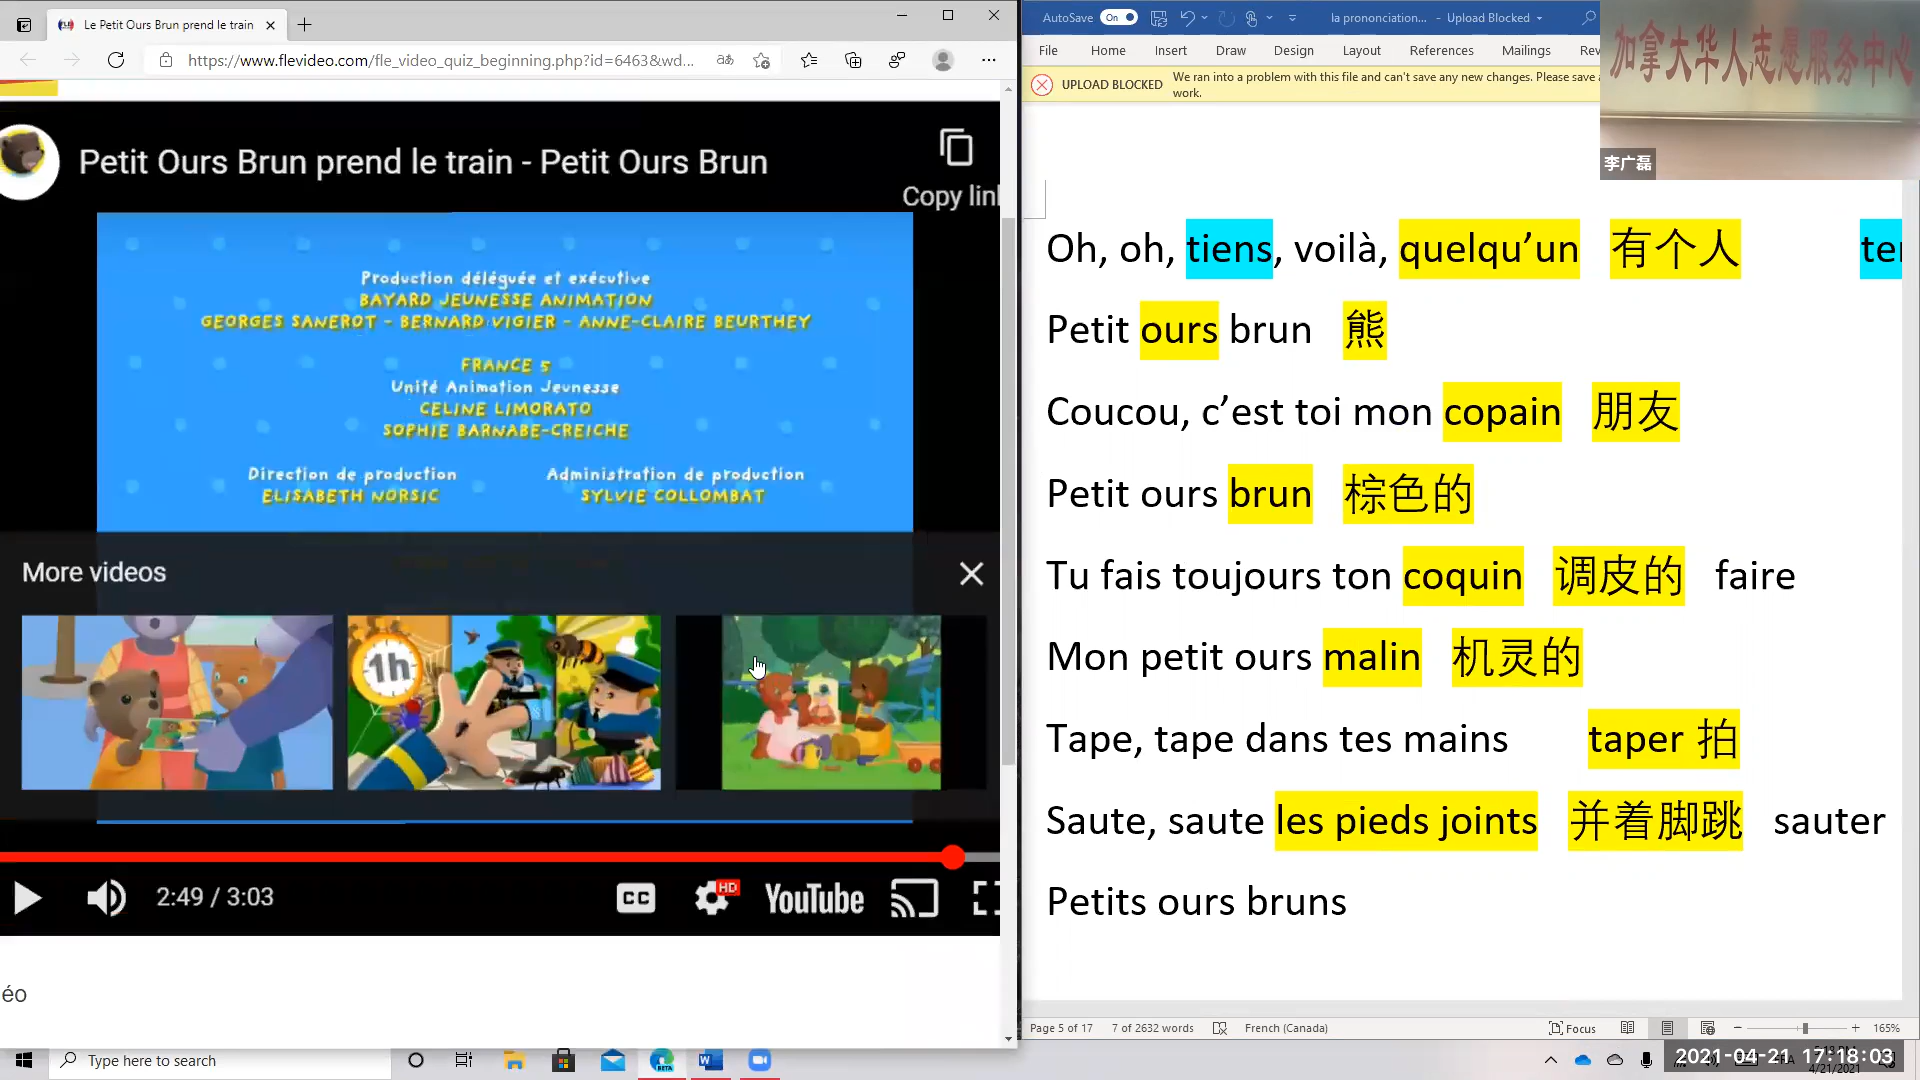 Le Petit Ours Brun prend le train
https://www.flevideo.com/fle_video_quiz_beginning.php?id=6463&wd...
Petit Ours Brun prend le train - Petit Ours Brun
Copy lin
Production déléguée et exécutive
BAYARD JEUNESSE ANIMATION
GEORGES SANEROT - BERNARD VIGIER - ANNE-CLAIRE BEURTHEY
FRANCE 5
Unité Animation Jeunesse
CELINE LIMORATO
SOPHIE BARNABE-CREICHE
Direction de production
ELISABETH NORSIC
Administration de production
SYLVIE COLLOMBAT
More videos
1h
2:49 / 3:03
CC
HD
YouTube
éo
AutoSave On
la prononciation... - Upload Blocked
File Home Insert Draw Design Layout References Mailings Rev
UPLOAD BLOCKED We ran into a problem with this file and can't save any new changes. Please save a
work.
加拿大华人志愿服务中心
李广磊
Oh, oh, tiens, voilà, quelqu’un 有个人 ter
Petit ours brun 熊
Coucou, c’est toi mon copain 朋友
Petit ours brun 棕色的
Tu fais toujours ton coquin 调皮的 faire
Mon petit ours malin 机灵的
Tape, tape dans tes mains taper 拍
Saute, saute les pieds joints 并着脚跳 sauter
Petits ours bruns
Page 5 of 17 7 of 2632 words French (Canada) Focus 165%
Type here to search
BETA
2021-04-21 17:18:03
4/21/2021